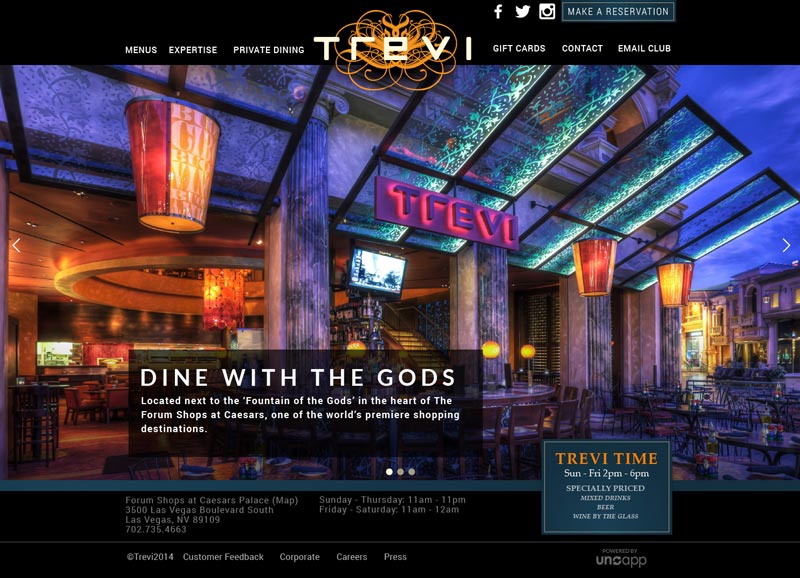 MAKE A RESERVATION
MENUS EXPERTISE PRIVATE DINING
TREVI
GIFT CARDS CONTACT EMAIL CLUB
TREVI
DINE WITH THE GODS
Located next to the ‘Fountain of the Gods’ in the heart of The
Forum Shops at Caesars, one of the world’s premiere shopping
destinations.
TREVI TIME
Sun - Fri 2pm - 6pm
SPECIALLY PRICED
MIXED DRINKS
BEER
WINE BY THE GLASS
Forum Shops at Caesars Palace (Map)
3500 Las Vegas Boulevard South
Las Vegas, NV 89109
702.735.4663
Sunday - Thursday: 11am - 11pm
Friday - Saturday: 11am - 12am
©Trevi2014 Customer Feedback Corporate Careers Press
POWERED BY
unoapp